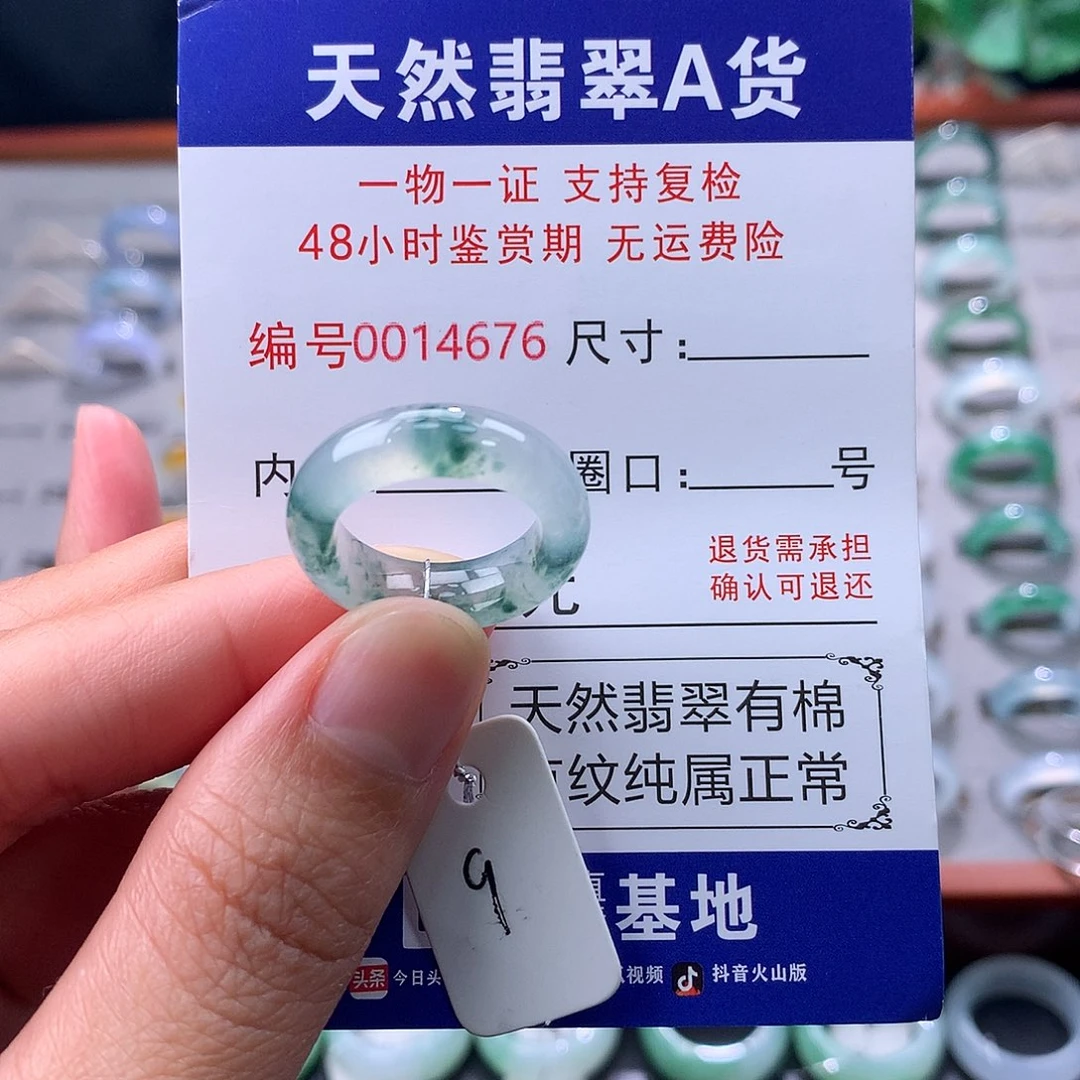 天然翡翠A货
一物一证 支持复检
48小时鉴赏期 无运费险
编号0014676 尺寸:
内 圈口: 号
退货需承担
元 确认可退还
天然翡翠有棉
纹纯属正常
基地
9
头条 今日头 视频 抖音火山版